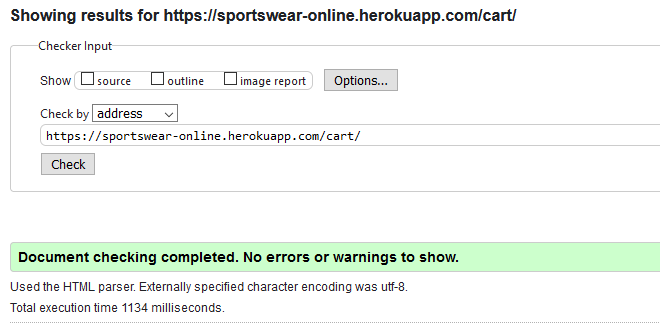 Showing results for https://sportswear-online.herokuapp.com/cart/
Checker Input
Show source outline image report Options...
Check by address
https://sportswear-online.herokuapp.com/cart/
Check
Document checking completed. No errors or warnings to show.
Used the HTML parser. Externally specified character encoding was utf-8.
Total execution time 1134 milliseconds.